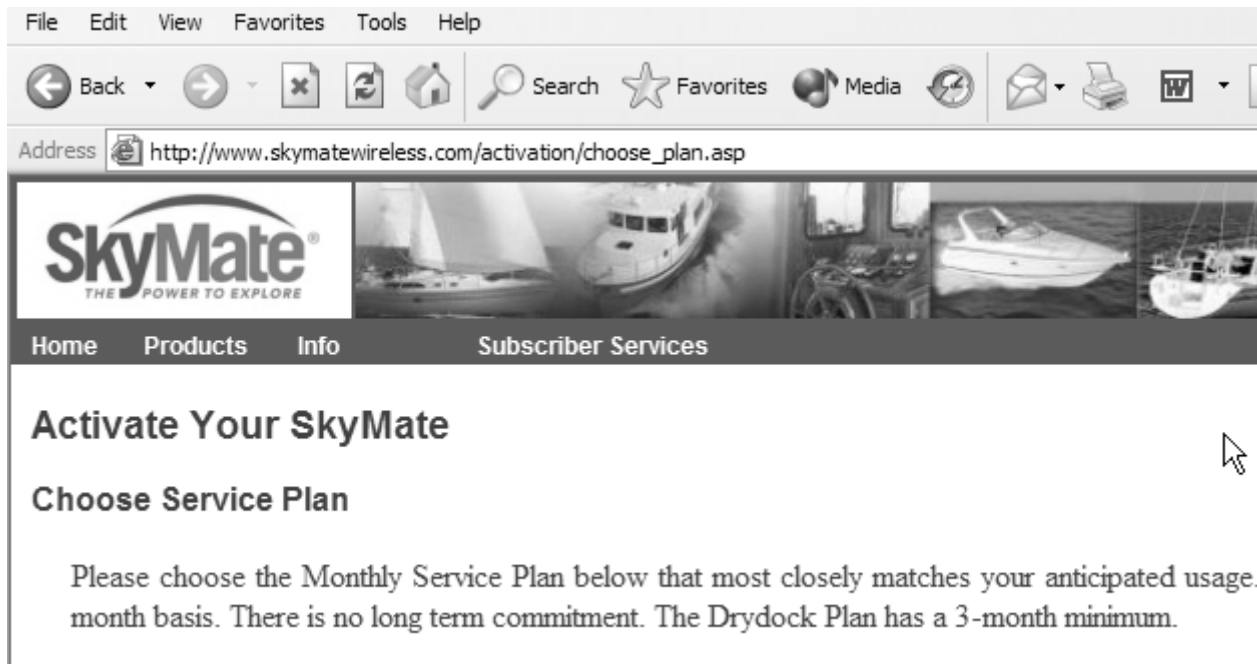 File Edit View Favorites Tools Help
Back Search Favorites Media
Address http://www.skymatewireless.com/activation/choose_plan.asp
SkyMate®
THE POWER TO EXPLORE
Home Products Info Subscriber Services
Activate Your SkyMate
Choose Service Plan
Please choose the Monthly Service Plan below that most closely matches your anticipated usage.
month basis. There is no long term commitment. The Drydock Plan has a 3-month minimum.